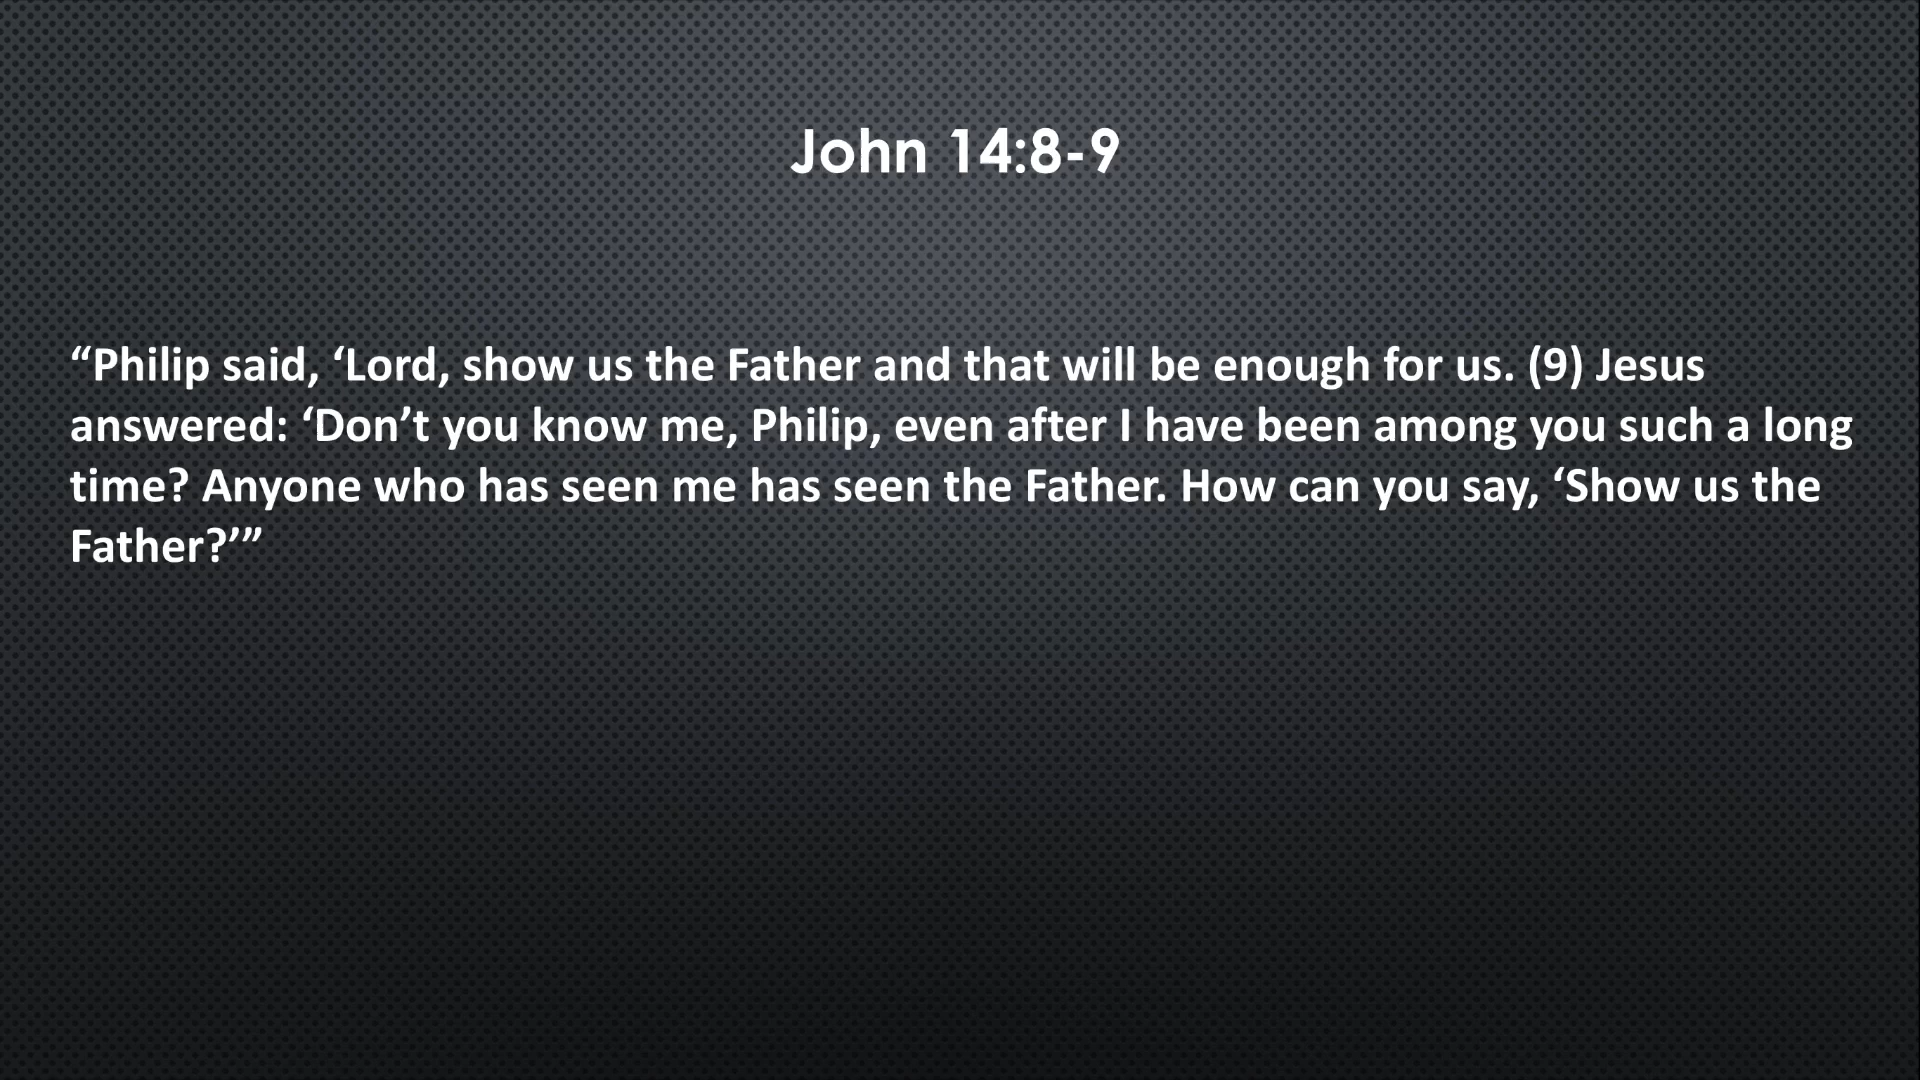 John 14:8-9
“Philip said, ‘Lord, show us the Father and that will be enough for us. (9) Jesus
answered: ‘Don’t you know me, Philip, even after I have been among you such a long
time? Anyone who has seen me has seen the Father. How can you say, ‘Show us the
Father?’”